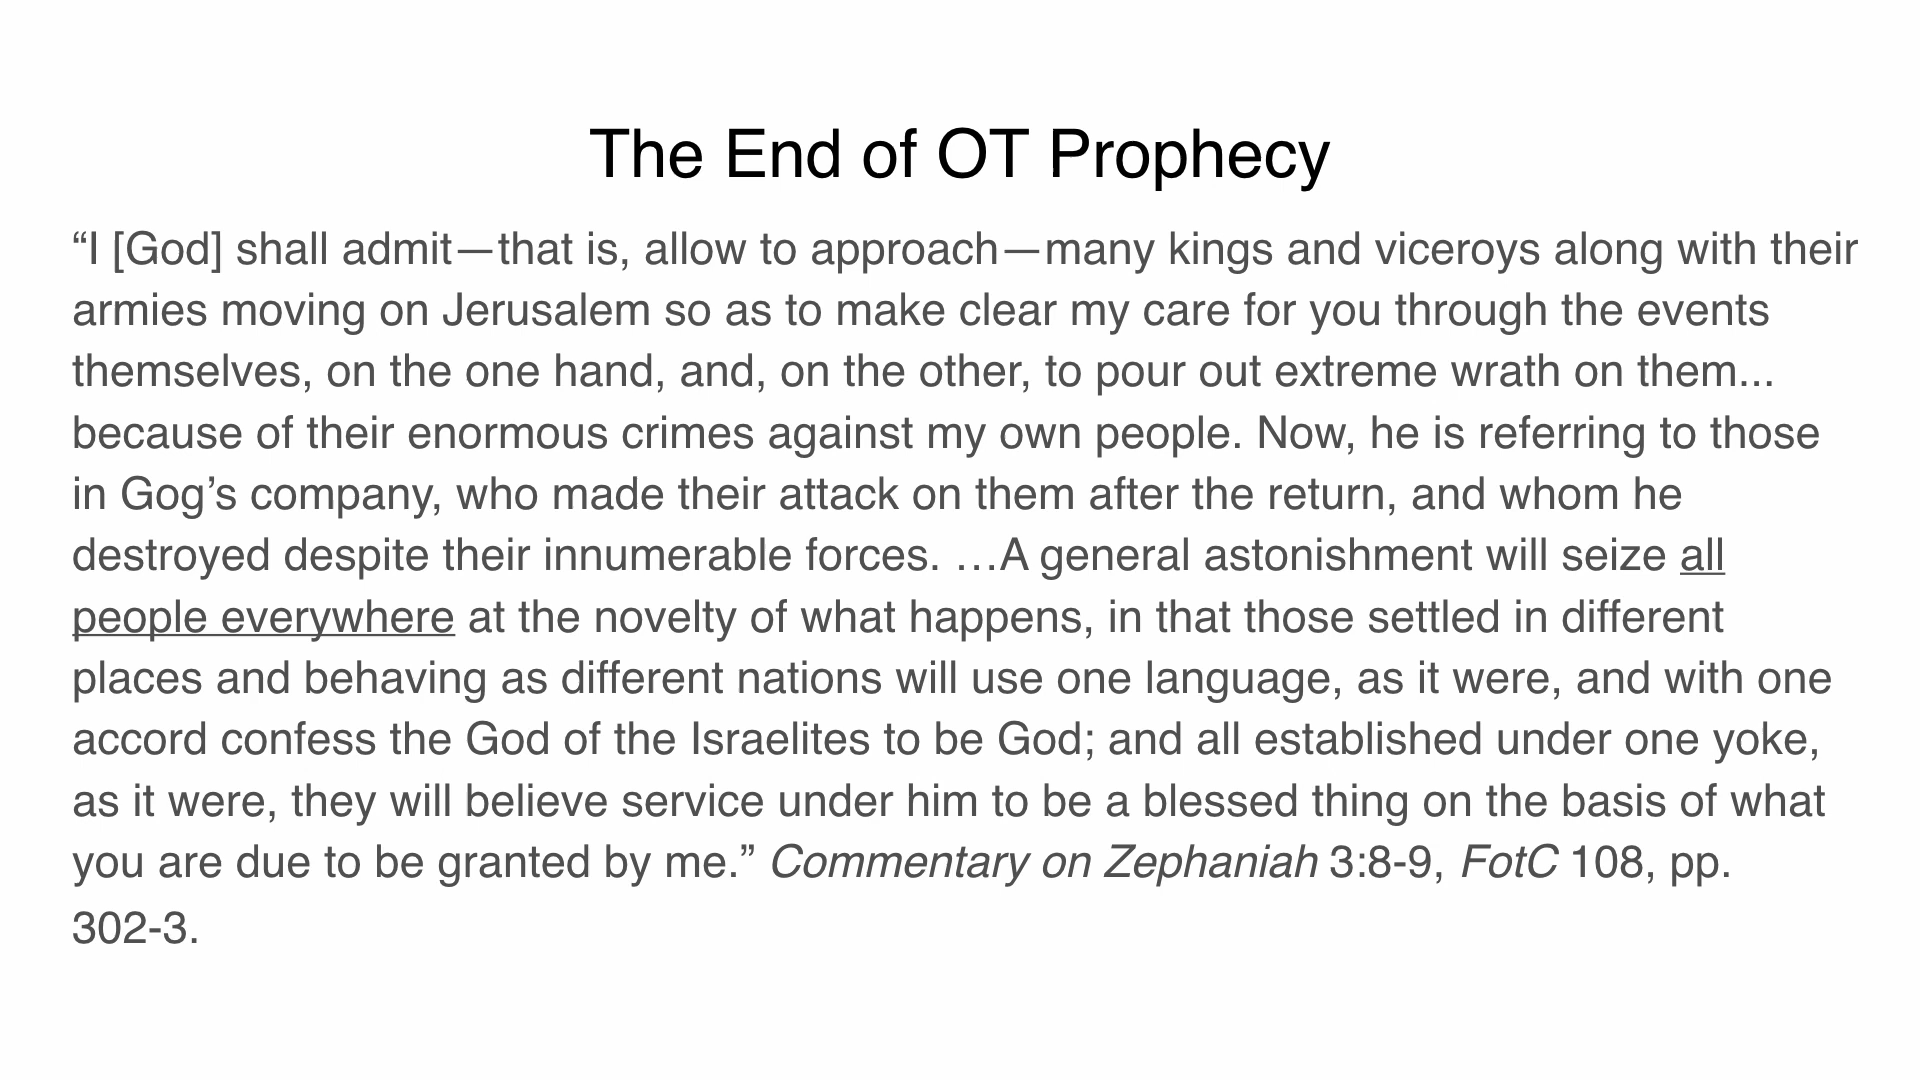 The End of OT Prophecy
“I [God] shall admit—that is, allow to approach—many kings and viceroys along with their
armies moving on Jerusalem so as to make clear my care for you through the events
themselves, on the one hand, and, on the other, to pour out extreme wrath on them...
because of their enormous crimes against my own people. Now, he is referring to those
in Gog’s company, who made their attack on them after the return, and whom he
destroyed despite their innumerable forces. …A general astonishment will seize all
people everywhere at the novelty of what happens, in that those settled in different
places and behaving as different nations will use one language, as it were, and with one
accord confess the God of the Israelites to be God; and all established under one yoke,
as it were, they will believe service under him to be a blessed thing on the basis of what
you are due to be granted by me.” Commentary on Zephaniah 3:8-9, FotC 108, pp.
302-3.